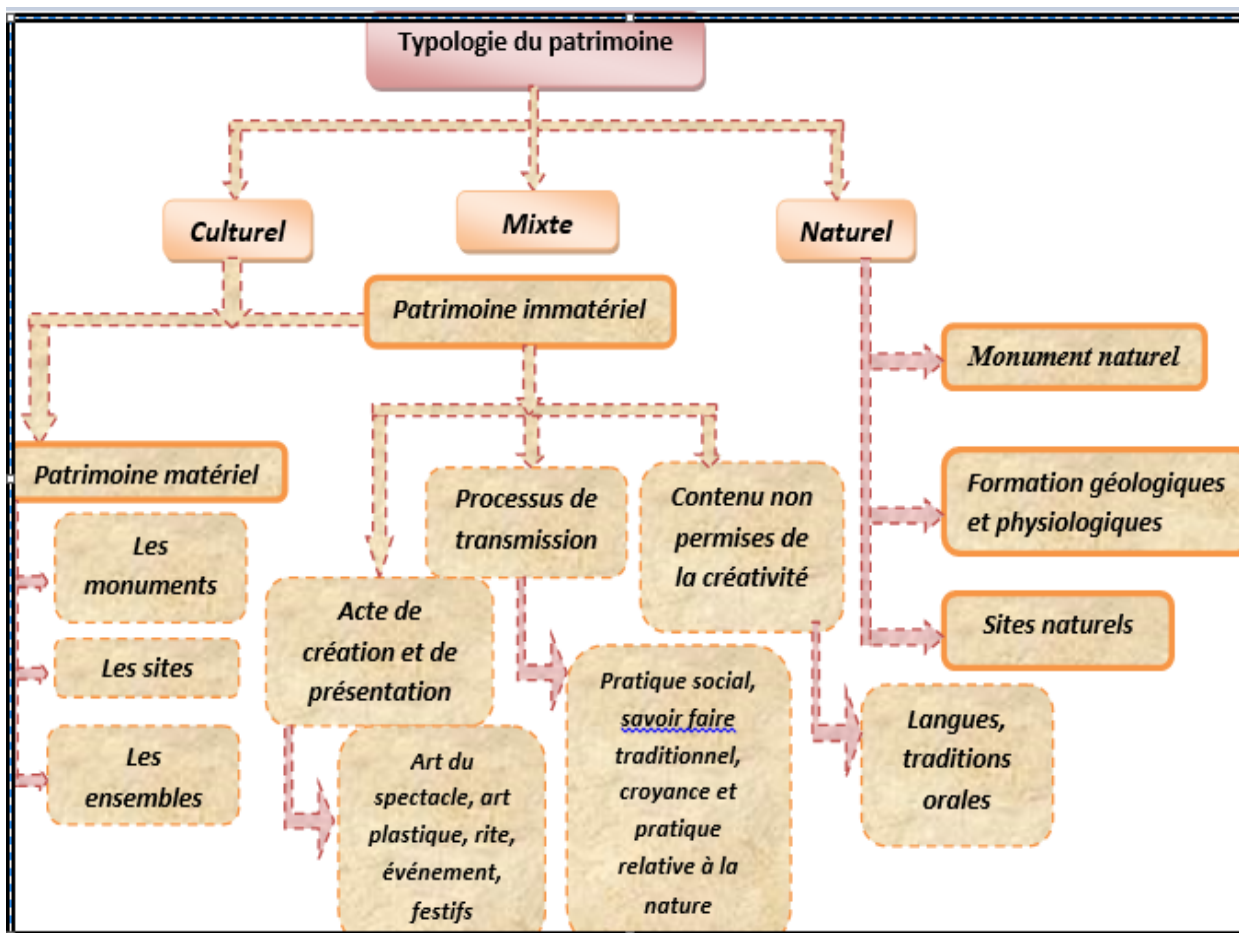 Typologie du patrimoine
Culturel
Mixte
Naturel
Patrimoine immatériel
Monument naturel
Patrimoine matériel
Processus de
transmission
Contenu non
permises de
la créativité
Formation géologiques
et physiologiques
Les
monuments
Acte de
création et de
présentation
Sites naturels
Les sites
Pratique social,
savoir faire
traditionnel,
croyance et
pratique
relative à la
nature
Langues,
traditions
orales
Les
ensembles
Art du
spectacle, art
plastique, rite,
événement,
festifs